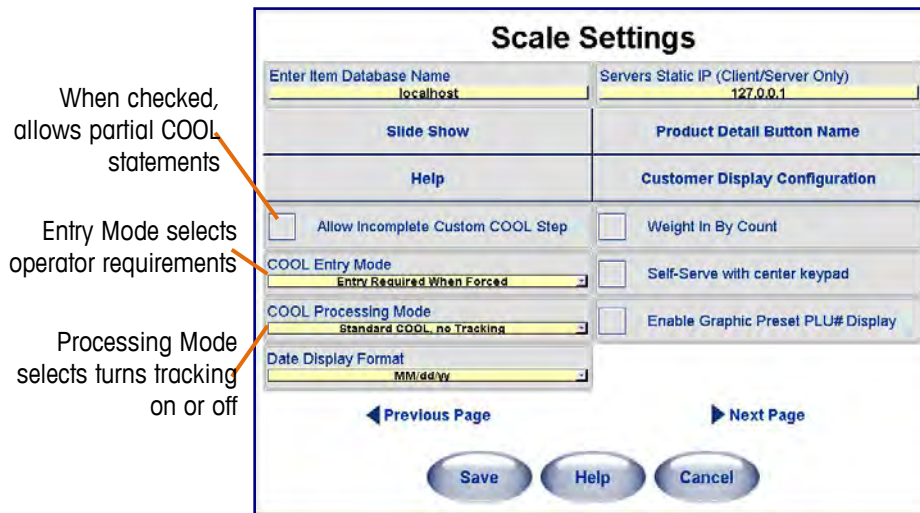 Scale Settings
Enter Item Database Name
localhost
Servers Static IP (Client/Server Only)
127.0.0.1
Slide Show
Product Detail Button Name
Help
Customer Display Configuration
When checked,
allows partial COOL
statements
Allow Incomplete Custom COOL Step
Weight In By Count
Entry Mode selects
operator requirements
COOL Entry Mode
Entry Required When Forced
Self-Serve with center keypad
Processing Mode
selects turns tracking
on or off
COOL Processing Mode
Standard COOL, no Tracking
Enable Graphic Preset PLU# Display
Date Display Format
MM/dd/yy
Previous Page
Next Page
Save
Help
Cancel